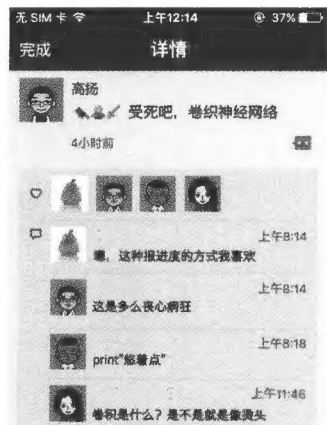 无 SIM 卡 上午12:14 37%
完成 详情
高扬
受死吧，卷织神经网络
4小时前
上午8:14
嗯，这种报进度的方式我喜欢
上午8:14
这是多么丧心病狂
上午8:18
print"悠着点"
上午11:46
卷积是什么？是不是就是像烫头